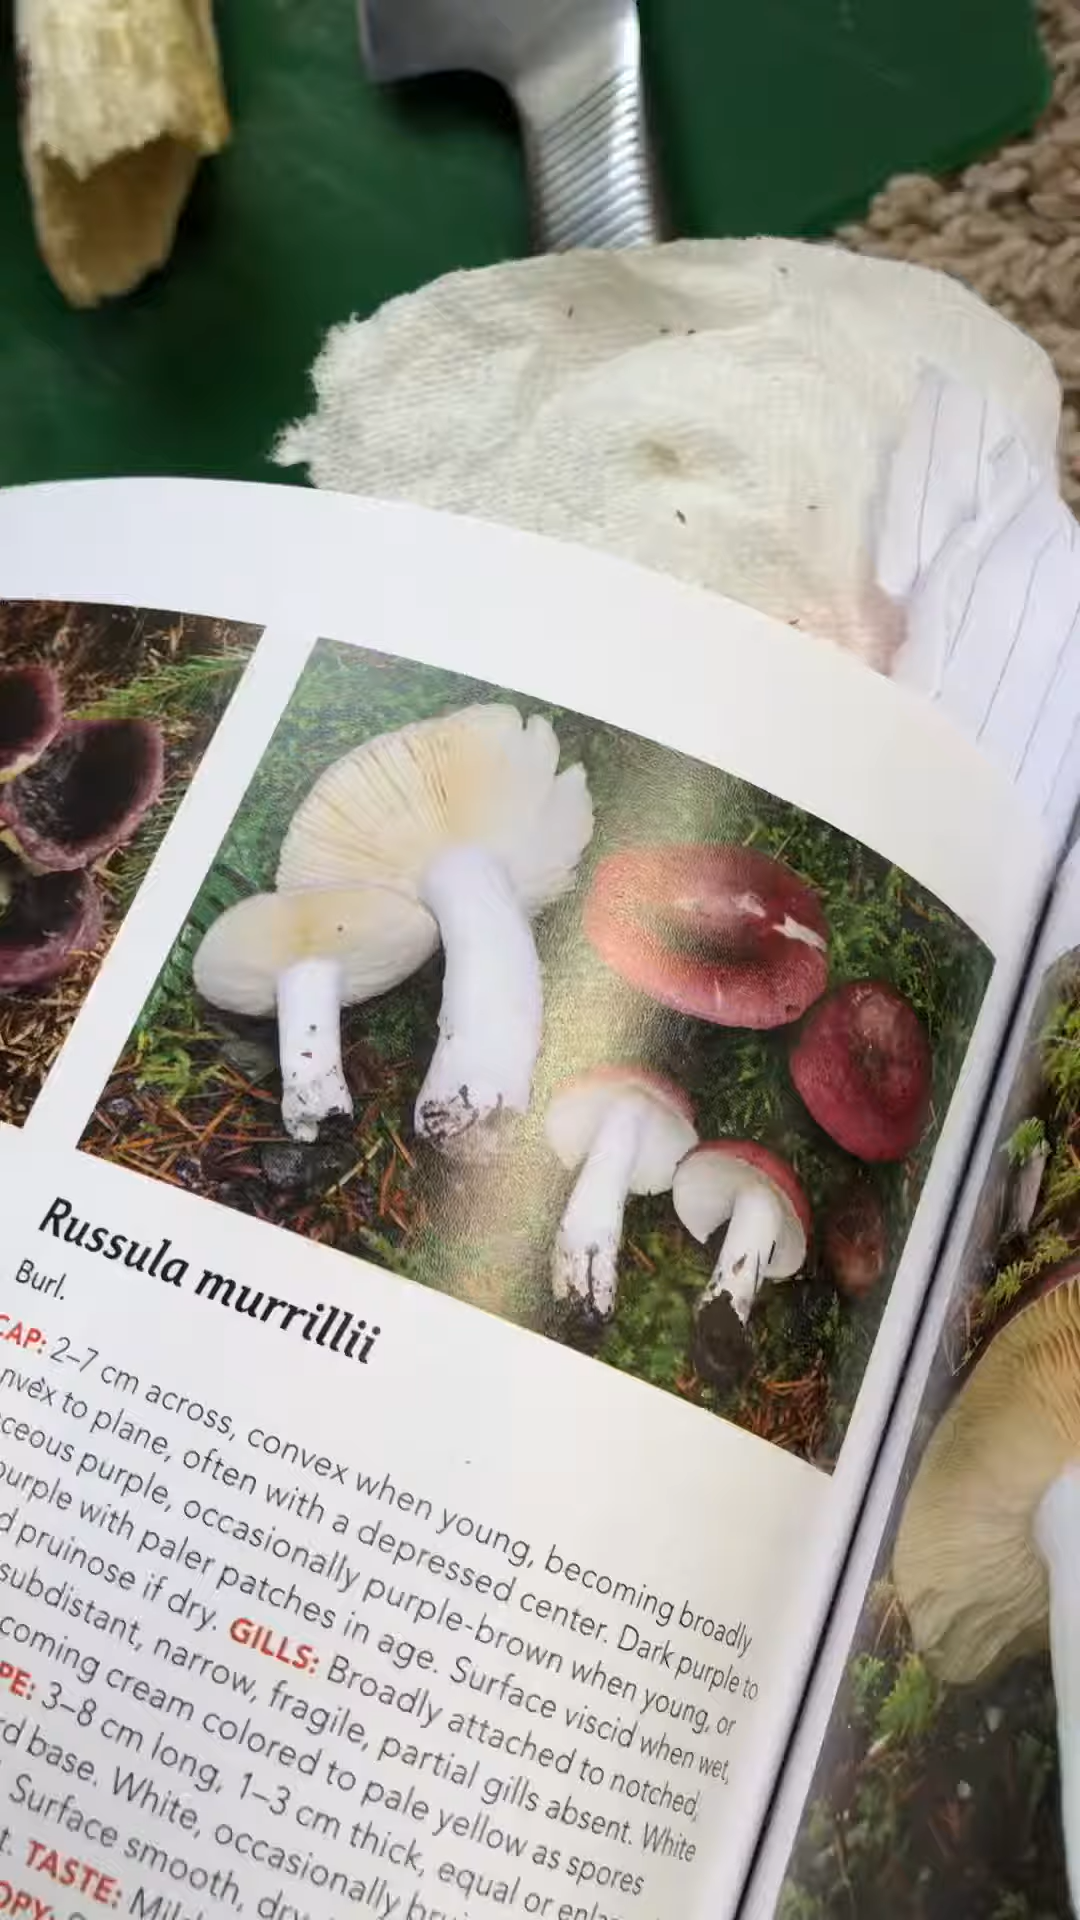 Russula murrillii
Burl.
CAP: 2–7 cm across, convex when young, becoming broadly
to plane, often with a depressed center. Dark purple to
purple, occasionally purple-brown when young, or
purple with paler patches in age. Surface viscid when wet,
pruinose if dry. GILLS: Broadly attached to notched,
subdistant, narrow, fragile, partial gills absent. White
coming cream colored to pale yellow as spores
3–8 cm long, 1–3 cm thick, equal or
base. White, occasionally
Surface smooth,
TASTE: